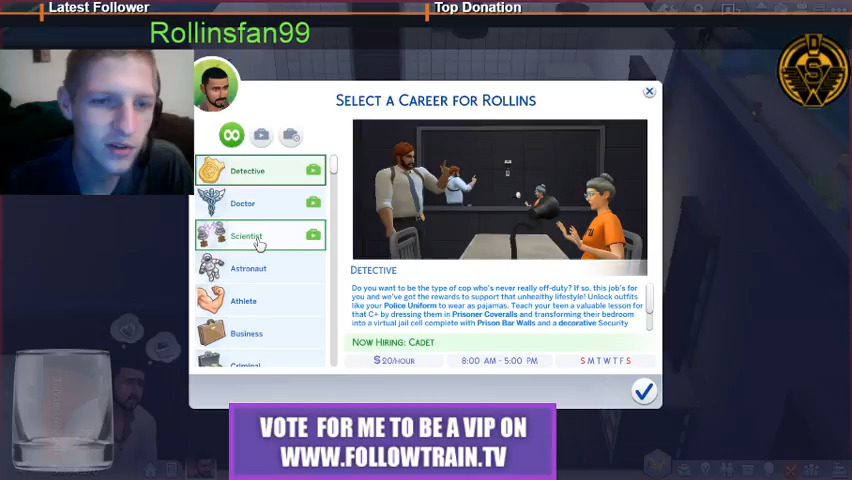 Latest Follower
Top Donation
Rollinsfan99
Select a Career for Rollins
Detective
Doctor
Scientist
Astronaut
Athlete
Business
Criminal
Detective
Do you want to be the type of cop who's never really off-duty? If so, this job's for
you and we've got the rewards to support that unhealthy lifestyle! Unlock outfits
like your Police Uniform to wear as pajamas. Teach your teen a valuable lesson for
that C+ by dressing them in Prisoner Coveralls and transforming their bedroom
into a virtual jail cell complete with Prison Bar Walls and a decorative Security
Now Hiring: Cadet
§20/hour
8:00 AM - 5:00 PM
S M T W T F S
VOTE FOR ME TO BE A VIP ON
WWW.FOLLOWTRAIN.TV